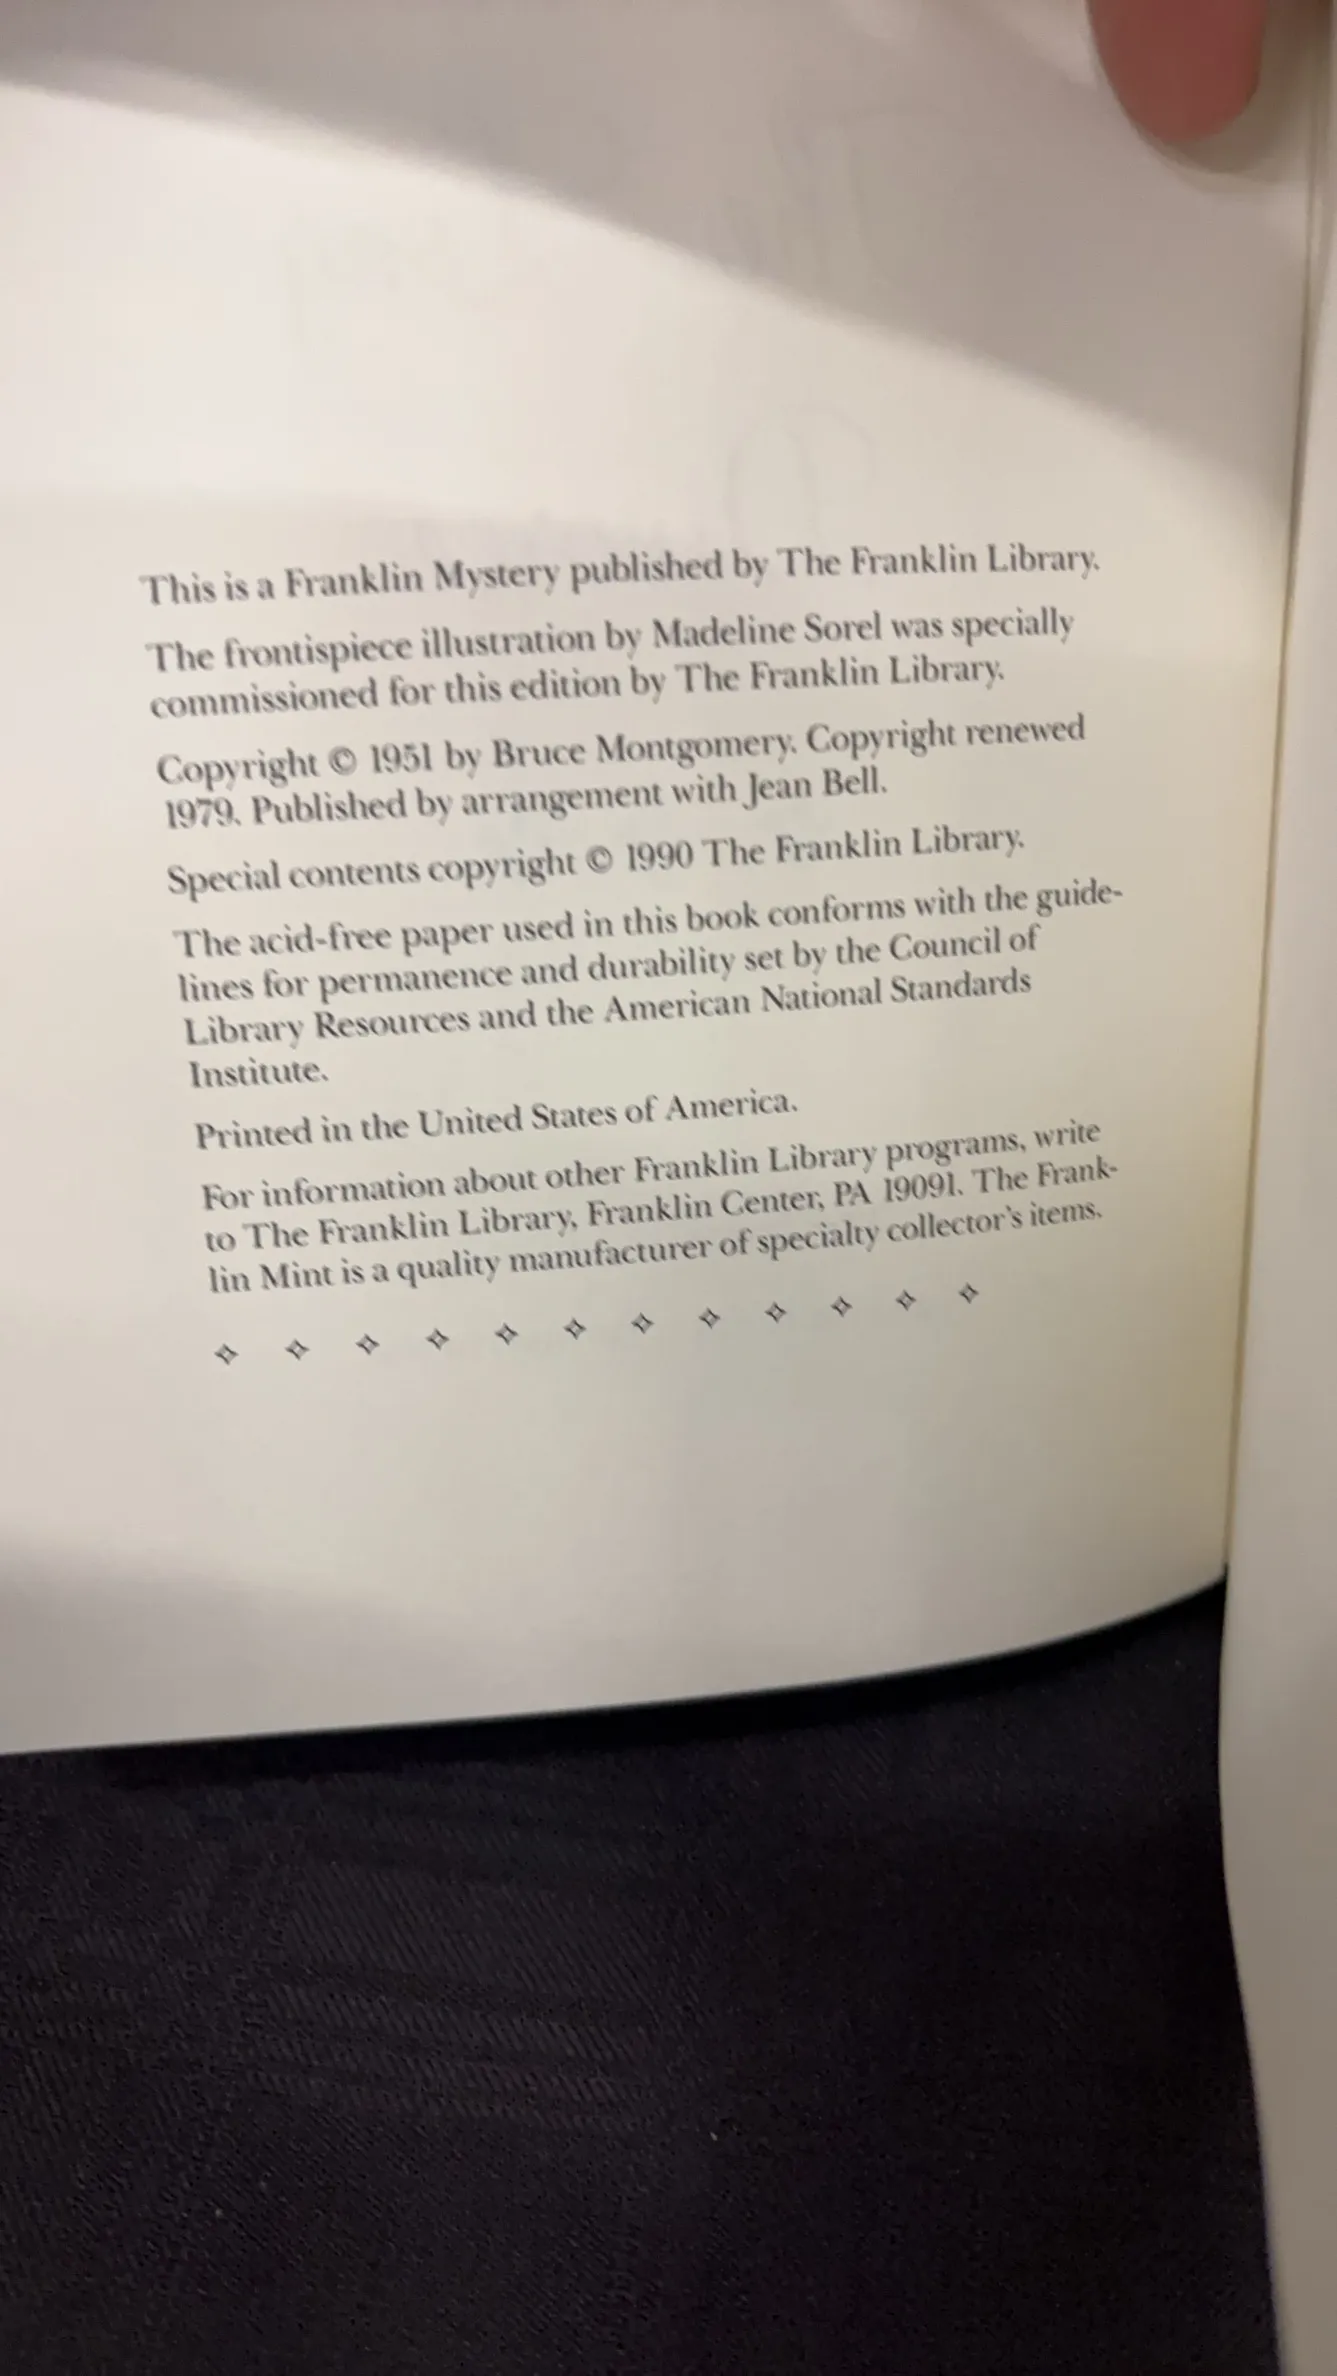 This is a Franklin Mystery published by The Franklin Library.
The frontispiece illustration by Madeline Sorel was specially
commissioned for this edition by The Franklin Library.
Copyright © 1951 by Bruce Montgomery. Copyright renewed
1979. Published by arrangement with Jean Bell.
Special contents copyright © 1990 The Franklin Library.
The acid-free paper used in this book conforms with the guide-
lines for permanence and durability set by the Council of
Library Resources and the American National Standards
Institute.
Printed in the United States of America.
For information about other Franklin Library programs, write
to The Franklin Library, Franklin Center, PA 19091. The Frank-
lin Mint is a quality manufacturer of specialty collector's items.